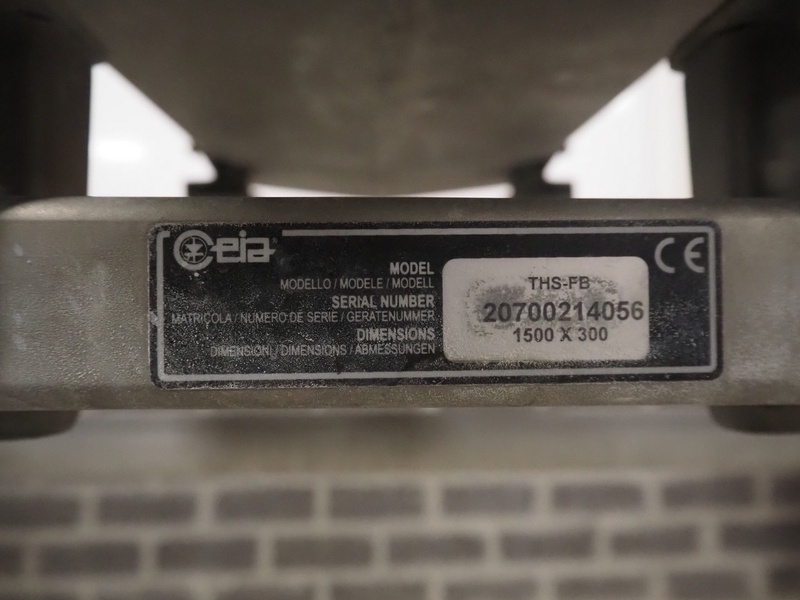 ceia
CE
MODEL
MODELLO / MODELE / MODELL
THS-FB
SERIAL NUMBER
MATRICOLA / NUMERO DE SERIE / GERATENUMMER
20700214056
DIMENSIONS
DIMENSIONI / DIMENSIONS / ABMESSUNGEN
1500 X 300